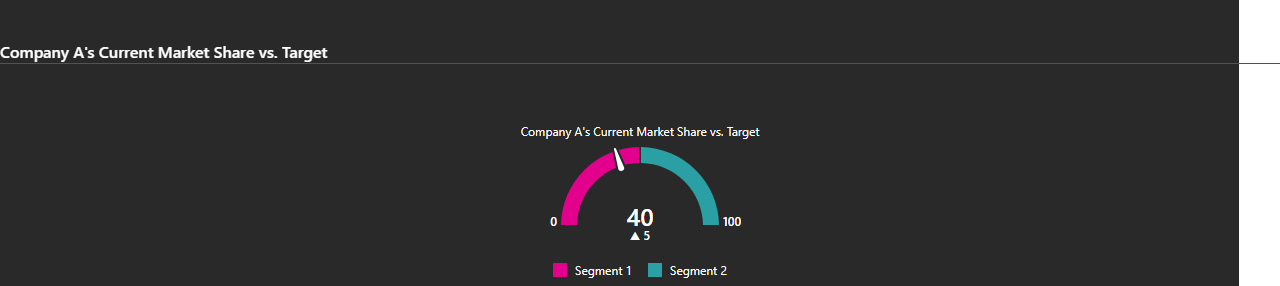 Company A's Current Market Share vs. Target
Company A's Current Market Share vs. Target
0
40
100
▲ 5
Segment 1
Segment 2